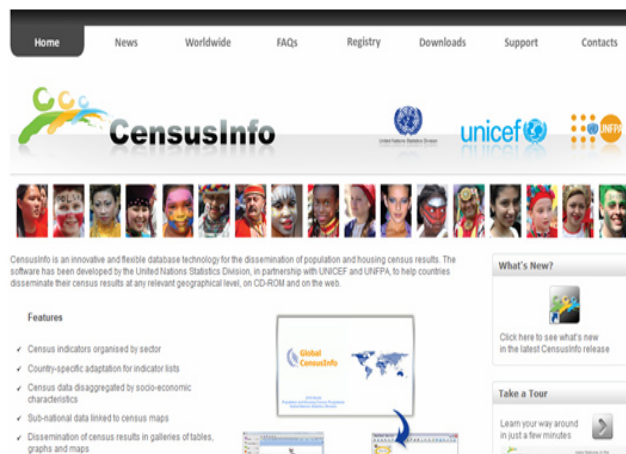 Home News Worldwide FAQs Registry Downloads Support Contacts
CensusInfo
United Nations Statistics Division
unicef
UNFPA
CensusInfo is an innovative and flexible database technology for the dissemination of population and housing census results. The
software has been developed by the United Nations Statistics Division, in partnership with UNICEF and UNFPA, to help countries
disseminate their census results at any relevant geographical level, on CD-ROM and on the web.
What's New?
Click here to see what's new
in the latest CensusInfo release
Features
Census indicators organised by sector
Country-specific adaptation for indicator lists
Census data disaggregated by socio-economic
characteristics
Sub-national data linked to census maps
Dissemination of census results in galleries of tables,
graphs and maps
Global
CensusInfo
Take a Tour
Learn your way around
in just a few minutes